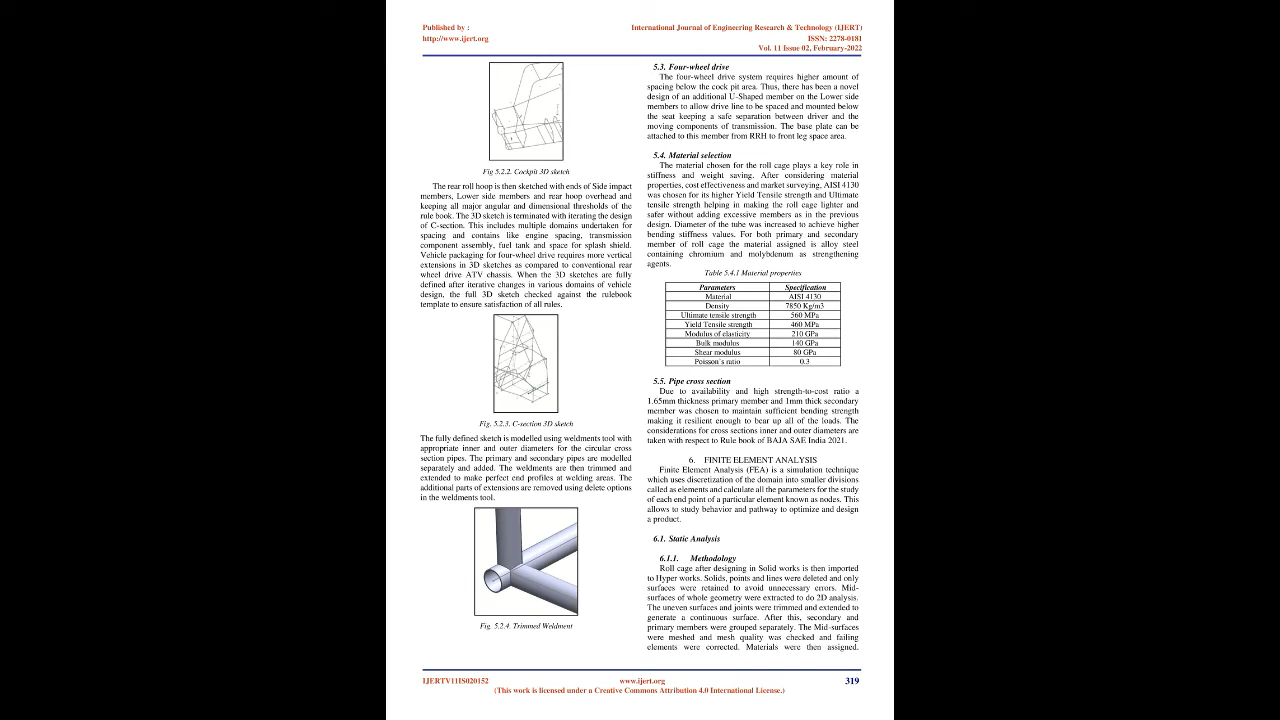 Published by :
http://www.ijert.org
International Journal of Engineering Research & Technology (IJERT)
ISSN: 2278-0181
Vol. 11 Issue 02, February-2022
Fig 5.2.2. Cockpit 3D sketch
The rear roll hoop is then sketched with ends of Side impact
members, Lower side members and rear hoop overhead and
keeping all major angular and dimensional thresholds of the
rule book. The 3D sketch is terminated with iterating the design
of C-section. This includes multiple domains undertaken for
spacing and contains like engine spacing, transmission
component assembly, fuel tank and space for splash shield.
Vehicle packaging for four-wheel drive requires more vertical
extensions in 3D sketches as compared to conventional rear
wheel drive ATV chassis. When the 3D sketches are fully
defined after iterative changes in various domains of vehicle
design, the full 3D sketch checked against the rulebook
template to ensure satisfaction of all rules.
Fig. 5.2.3. C-section 3D sketch
The fully defined sketch is modelled using weldments tool with
appropriate inner and outer diameters for the circular cross
section pipes. The primary and secondary pipes are modelled
separately and added. The weldments are then trimmed and
extended to make perfect end profiles at welding areas. The
additional parts of extensions are removed using delete options
in the weldments tool.
Fig. 5.2.4. Trimmed Weldment
5.3. Four-wheel drive
The four-wheel drive system requires higher amount of
spacing below the cock pit area. Thus, there has been a novel
design of an additional U-Shaped member on the Lower side
members to allow drive line to be spaced and mounted below
the seat keeping a safe separation between driver and the
moving components of transmission. The base plate can be
attached to this member from RRH to front leg space area.
5.4. Material selection
The material chosen for the roll cage plays a key role in
stiffness and weight saving. After considering material
properties, cost effectiveness and market surveying, AISI 4130
was chosen for its higher Yield Tensile strength and Ultimate
tensile strength helping in making the roll cage lighter and
safer without adding excessive members as in the previous
design. Diameter of the tube was increased to achieve higher
bending stiffness values. For both primary and secondary
member of roll cage the material assigned is alloy steel
containing chromium and molybdenum as strengthening
agents.
Table 5.4.1 Material properties
Parameters Specification
Material AISI 4130
Density 7850 Kg/m3
Ultimate tensile strength 560 MPa
Yield Tensile strength 460 MPa
Modulus of elasticity 210 GPa
Bulk modulus 140 GPa
Shear modulus 80 GPa
Poisson`s ratio 0.3
5.5. Pipe cross section
Due to availability and high strength-to-cost ratio a
1.65mm thickness primary member and 1mm thick secondary
member was chosen to maintain sufficient bending strength
making it resilient enough to bear up all of the loads. The
considerations for cross sections inner and outer diameters are
taken with respect to Rule book of BAJA SAE India 2021.
6. FINITE ELEMENT ANALYSIS
Finite Element Analysis (FEA) is a simulation technique
which uses discretization of the domain into smaller divisions
called as elements and calculate all the parameters for the study
of each end point of a particular element known as nodes. This
allows to study behavior and pathway to optimize and design
a product.
6.1. Static Analysis
6.1.1. Methodology
Roll cage after designing in Solid works is then imported
to Hyper works. Solids, points and lines were deleted and only
surfaces were retained to avoid unnecessary errors. Mid-
surfaces of whole geometry were extracted to do 2D analysis.
The uneven surfaces and joints were trimmed and extended to
generate a continuous surface. After this, secondary and
primary members were grouped separately. The Mid-surfaces
were meshed and mesh quality was checked and failing
elements were corrected. Materials were then assigned.
IJERTV11IS020152
www.ijert.org
319
(This work is licensed under a Creative Commons Attribution 4.0 International License.)